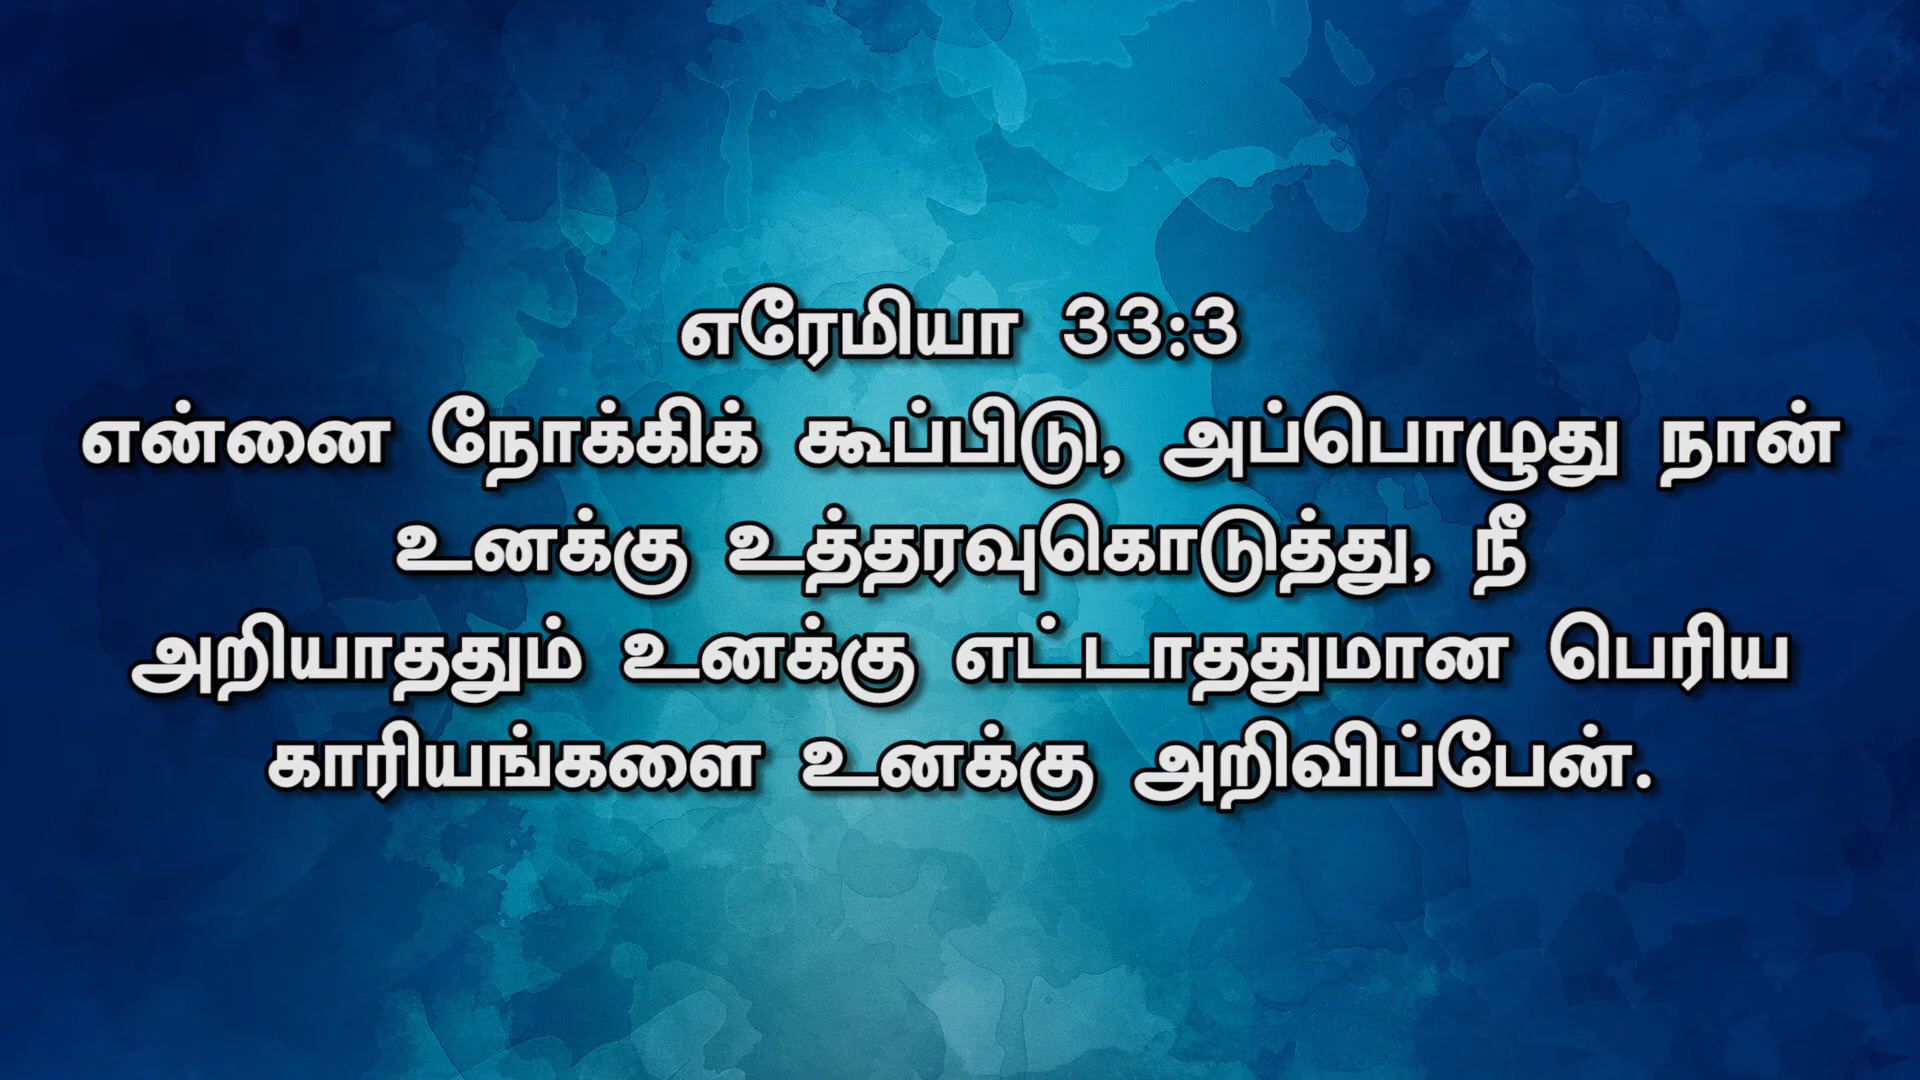 எரேமியா 33:3
என்னை நோக்கிக் கூப்பிடு, அப்பொழுது நான்
உனக்கு உத்தரவுகொடுத்து, நீ
அறியாததும் உனக்கு எட்டாததுமான பெரிய
காரியங்களை உனக்கு அறிவிப்பேன்.